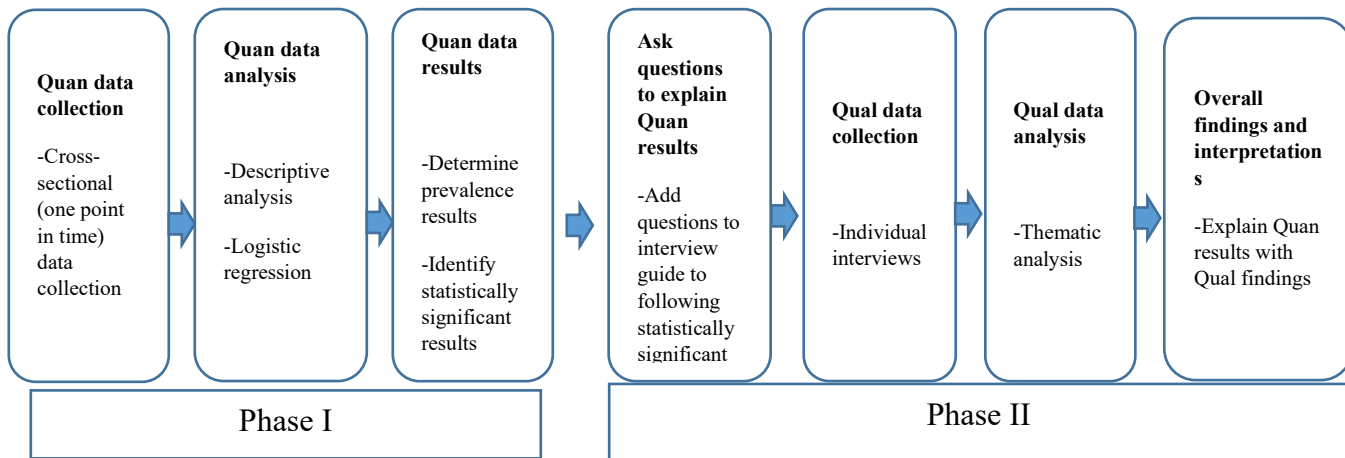 Quan data
collection
-Cross-
sectional
(one point
in time)
data
collection
Quan data
analysis
-Descriptive
analysis
-Logistic
regression
Quan data
results
-Determine
prevalence
results
-Identify
statistically
significant
results
Ask
questions
to explain
Quan
results
-Add
questions to
interview
guide to
following
statistically
significant
Qual data
collection
-Individual
interviews
Qual data
analysis
-Thematic
analysis
Overall
findings and
interpretation
s
-Explain Quan
results with
Qual findings
Phase I
Phase II